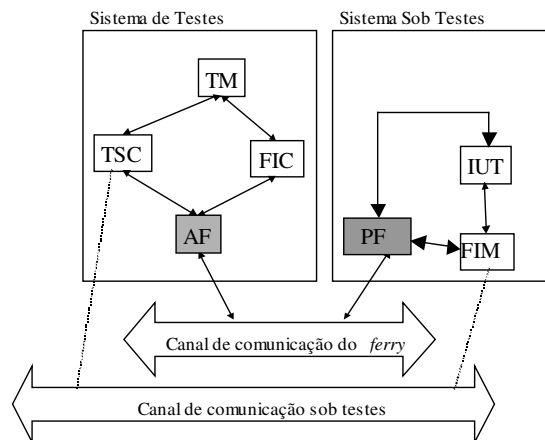 Sistema de Testes
Sistema Sob Testes
TM
TSC
FIC
IUT
AF
PF
FIM
Canal de comunicação do ferry
Canal de comunicação sob testes